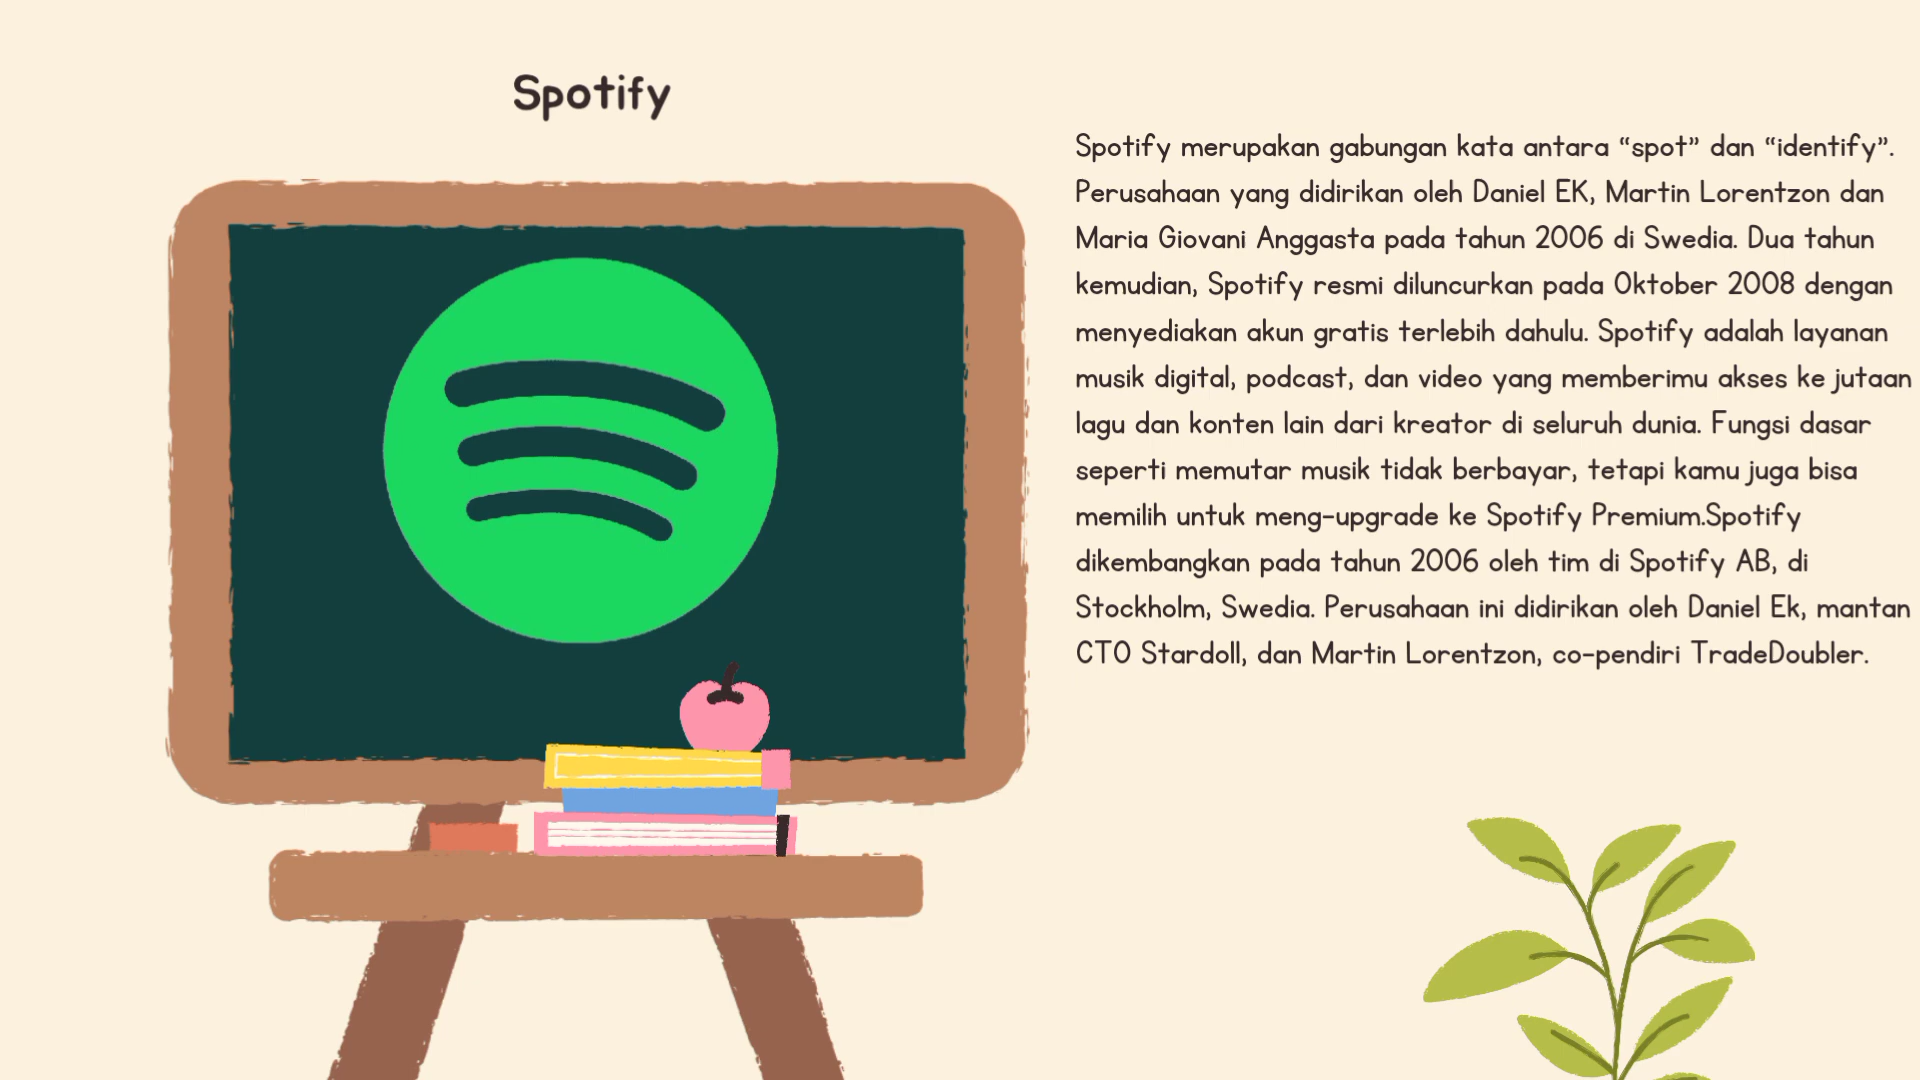 Spotify
Spotify merupakan gabungan kata antara “spot” dan “identify”.
Perusahaan yang didirikan oleh Daniel EK, Martin Lorentzon dan
Maria Giovani Anggasta pada tahun 2006 di Swedia. Dua tahun
kemudian, Spotify resmi diluncurkan pada Oktober 2008 dengan
menyediakan akun gratis terlebih dahulu. Spotify adalah layanan
musik digital, podcast, dan video yang memberimu akses ke jutaan
lagu dan konten lain dari kreator di seluruh dunia. Fungsi dasar
seperti memutar musik tidak berbayar, tetapi kamu juga bisa
memilih untuk meng-upgrade ke Spotify Premium.Spotify
dikembangkan pada tahun 2006 oleh tim di Spotify AB, di
Stockholm, Swedia. Perusahaan ini didirikan oleh Daniel Ek, mantan
CTO Stardoll, dan Martin Lorentzon, co-pendiri TradeDoubler.